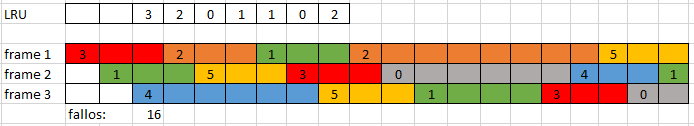 LRU 3 2 0 1 1 0 2
frame 1 3 2 1 2 5
frame 2 1 5 3 0 4 1
frame 3 4 5 1 3 0
fallos: 16